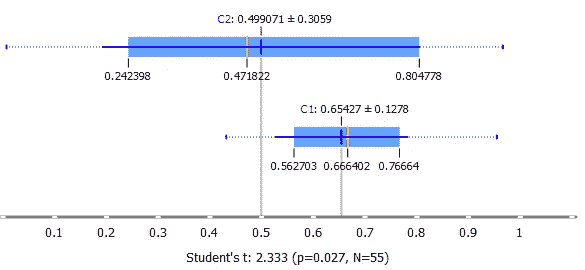 C2: 0.499071 ± 0.3059
0.242398 0.471822 0.804778
C1: 0.65427 ± 0.1278
0.562703 0.666402 0.76664
0.1 0.2 0.3 0.4 0.5 0.6 0.7 0.8 0.9 1
Student's t: 2.333 (p=0.027, N=55)